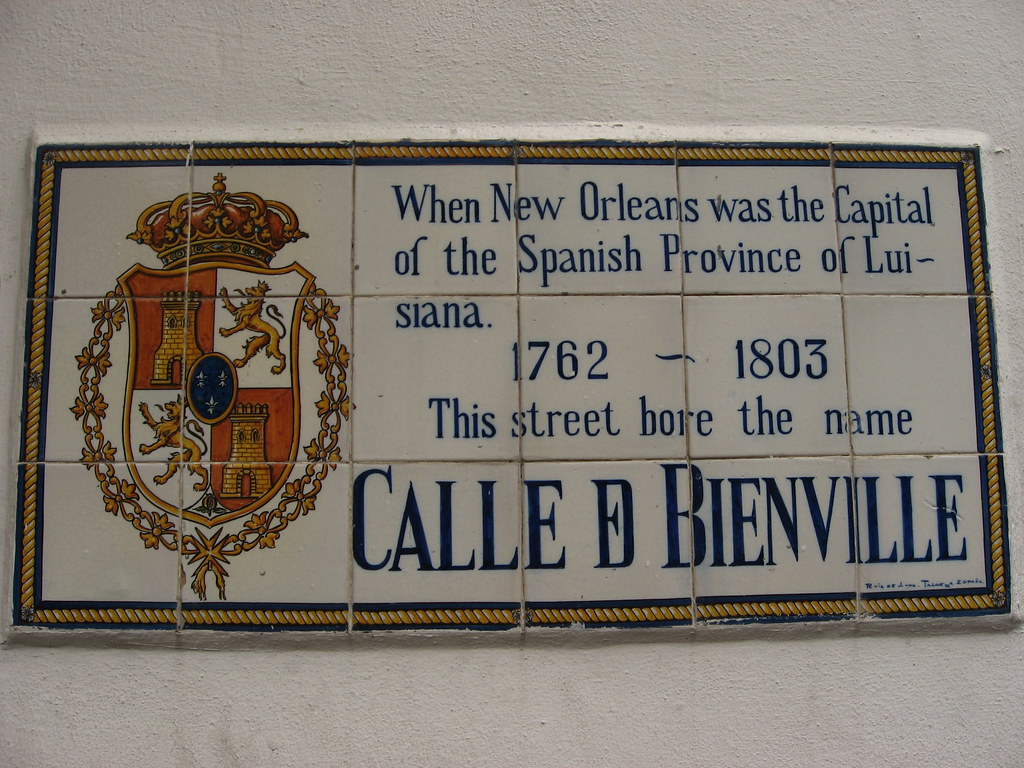 When New Orleans was the Capital
of the Spanish Province of Lui~
siana.
1762 ~ 1803
This street bore the name
CALLE D BIENVILLE